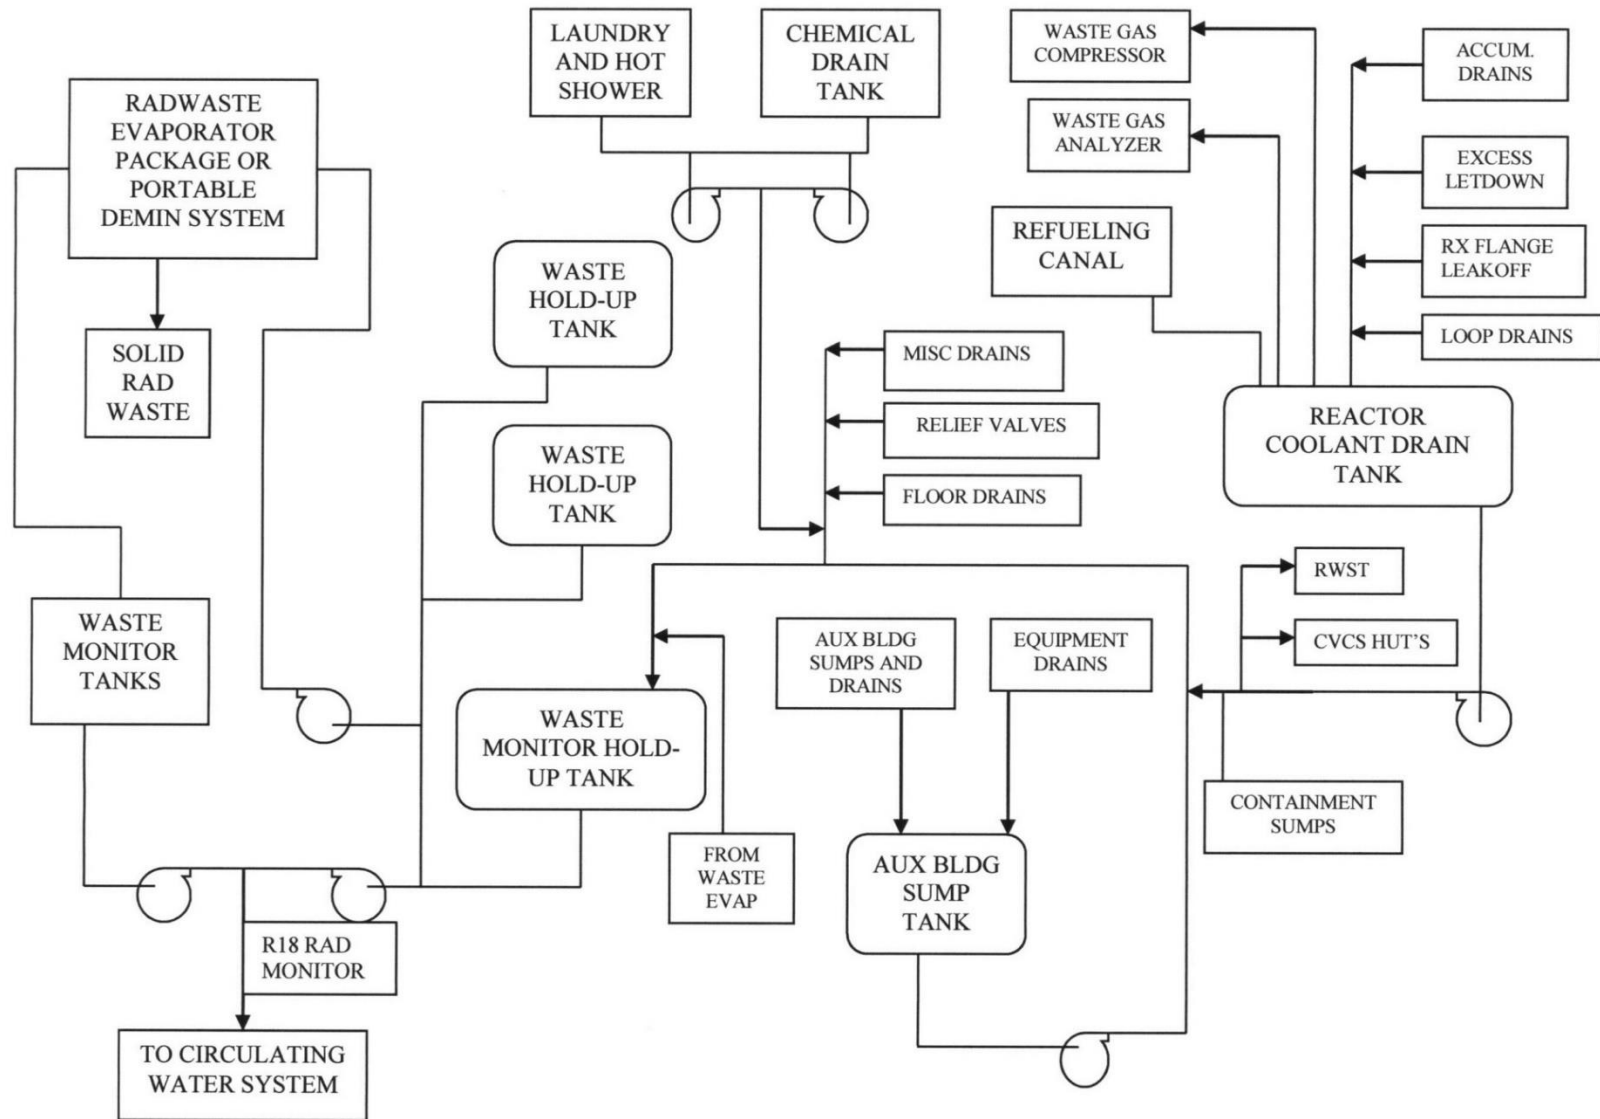 LAUNDRY
AND HOT
SHOWER
CHEMICAL
DRAIN
TANK
WASTE GAS
COMPRESSOR
ACCUM.
DRAINS
RADWASTE
EVAPORATOR
PACKAGE OR
PORTABLE
DEMIN SYSTEM
WASTE GAS
ANALYZER
EXCESS
LETDOWN
REFUELING
CANAL
RX FLANGE
LEAKOFF
WASTE
HOLD-UP
TANK
SOLID
RAD
WASTE
MISC DRAINS
LOOP DRAINS
RELIEF VALVES
REACTOR
COOLANT DRAIN
TANK
WASTE
HOLD-UP
TANK
FLOOR DRAINS
RWST
WASTE
MONITOR
TANKS
AUX BLDG
SUMPS AND
DRAINS
EQUIPMENT
DRAINS
CVCS HUT'S
WASTE
MONITOR HOLD-
UP TANK
CONTAINMENT
SUMPS
FROM
WASTE
EVAP
AUX BLDG
SUMP
TANK
R18 RAD
MONITOR
TO CIRCULATING
WATER SYSTEM